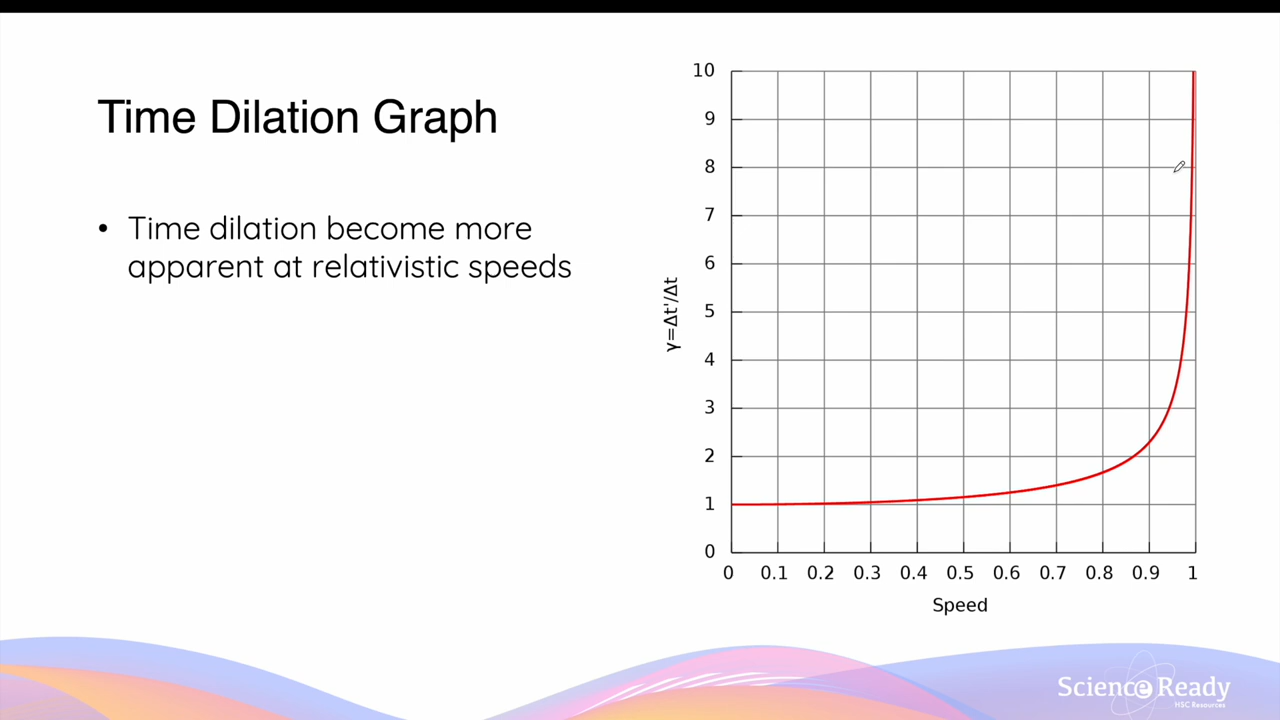 Time Dilation Graph
• Time dilation become more
apparent at relativistic speeds
10
9
8
7
6
5
4
3
2
1
0
γ=Δt'/Δt
0 0.1 0.2 0.3 0.4 0.5 0.6 0.7 0.8 0.9 1
Speed
Science Ready
HSC Resources